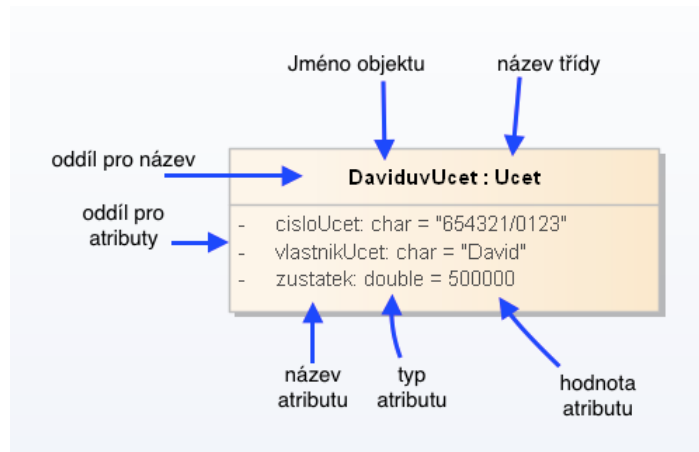 Jméno objektu
název třídy
oddíl pro název
DaviduvUcet : Ucet
oddíl pro
atributy
- cisloUcet: char = "654321/0123"
- vlastnikUcet: char = "David"
- zustatek: double = 500000
název
atributu
typ
atributu
hodnota
atributu